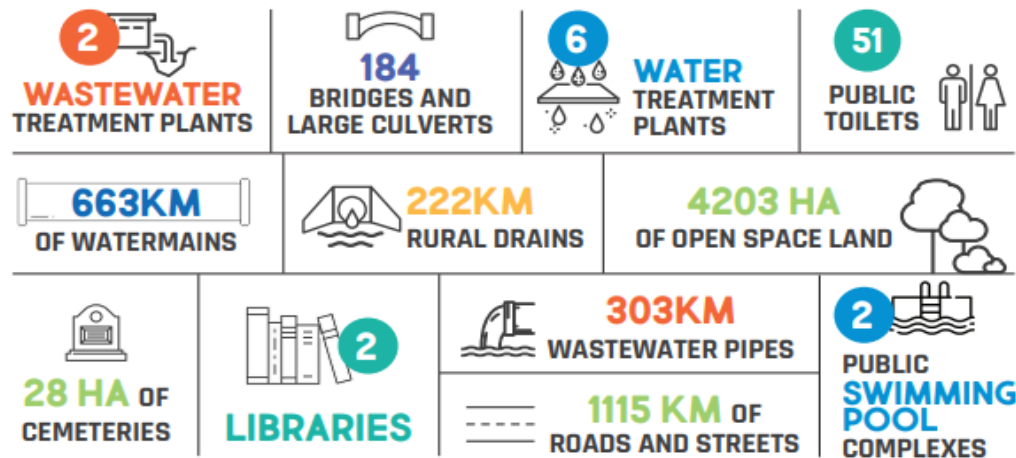 2
WASTEWATER
TREATMENT PLANTS
184
BRIDGES AND
LARGE CULVERTS
6
WATER
TREATMENT
PLANTS
51
PUBLIC
TOILETS
663KM
OF WATERMAINS
222KM
RURAL DRAINS
4203 HA
OF OPEN SPACE LAND
28 HA OF
CEMETERIES
2
LIBRARIES
303KM
WASTEWATER PIPES
1115 KM OF
ROADS AND STREETS
2
PUBLIC
SWIMMING
POOL
COMPLEXES